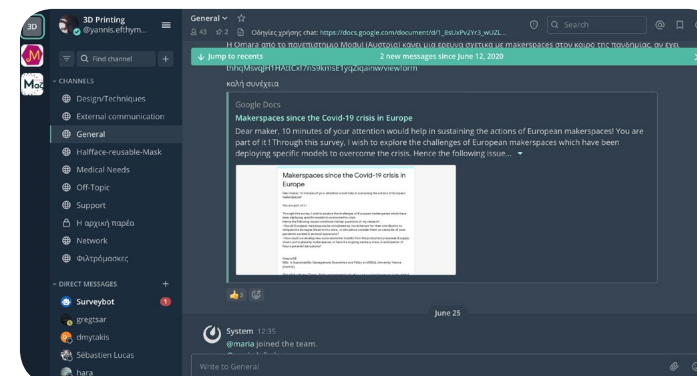 3D
Mac
3D Printing
@yannis.efthym...
Find channel
CHANNELS
Design/Techniques
External communication
General
Halfface-reusable-Mask
Medical Needs
Off-Topic
Support
Η αρχική παρέα
Network
Φιλτρόμασκες
DIRECT MESSAGES
Surveybot
1
gregtsar
dmytakis
Sébastien Lucas
hara
General
43
2
Οδηγίες χρήσης chat: https://docs.google.com/document/d/1_8sUxPv2Yr3_wUZL...
Search
Η Omara από το πανεπιστήμιο Modul (Αυστρία) κάνει μια έρευνα σχετικά με makerspaces στον καιρό της πανδημίας, αν έχει
Jump to recents
2 new messages since June 12, 2020
καλή συνέχεια
Google Docs
Makerspaces since the Covid-19 crisis in Europe
Dear maker, 10 minutes of your attention would help in sustaining the actions of European makerspaces! You are
part of it ! Through this survey, I wish to explore the challenges of European makerspaces which have been
deploying specific models to overcome the crisis. Hence the following issue...
Makerspaces since the Covid-19 crisis in
Europe
3
June 25
System 12:35
@maria joined the team.
Write to General